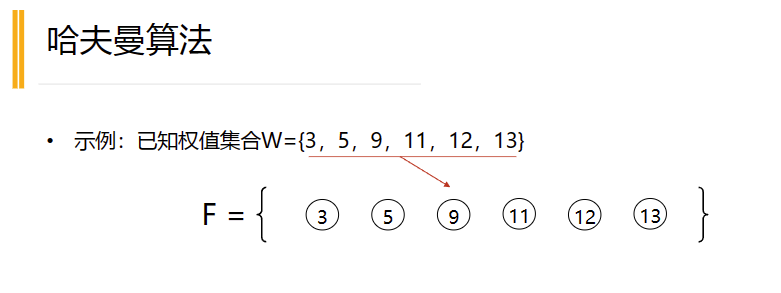 哈夫曼算法
• 示例：已知权值集合W={3，5，9，11，12，13}
F = { 3 5 9 11 12 13 }